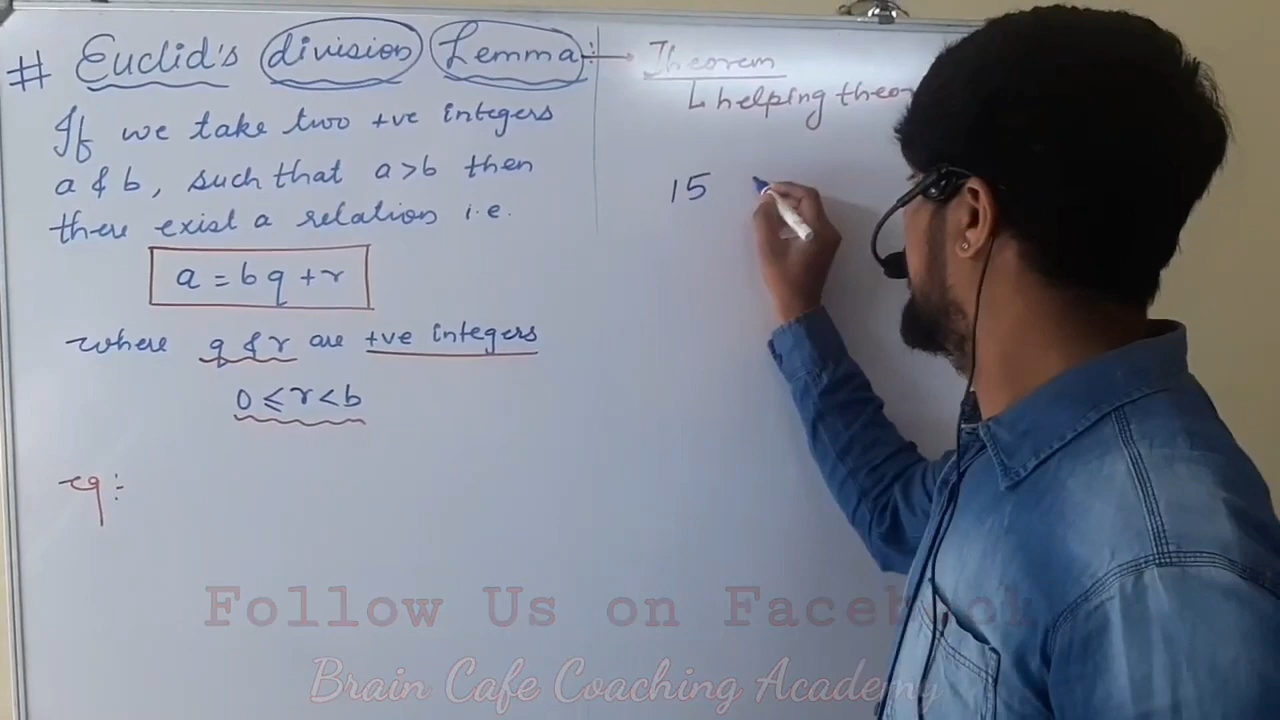 # Euclid's division Lemma :→ Theorem
↳ helping theor
If we take two +ve integers
a & b, such that a > b then
there exist a relation i.e.
a = bq + r
where q & r are +ve integers
0 ≤ r < b
eg :-
15
Follow Us on Facebook
Brain Cafe Coaching Academy